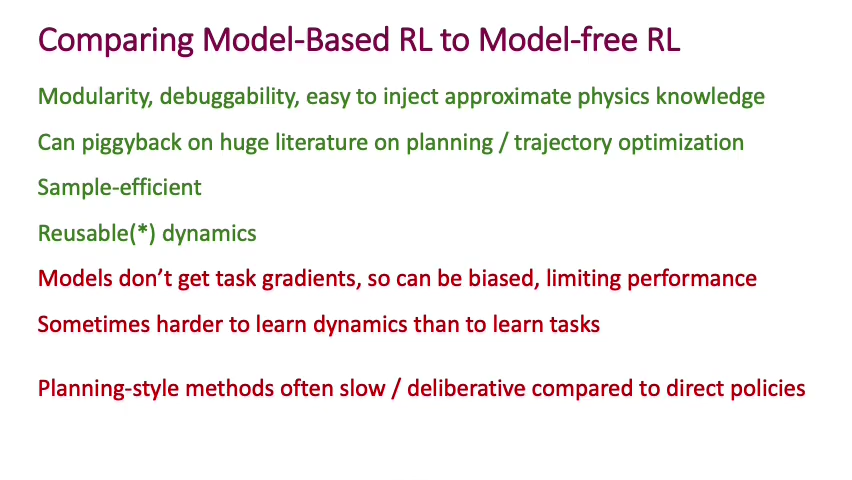 Comparing Model-Based RL to Model-free RL
Modularity, debuggability, easy to inject approximate physics knowledge
Can piggyback on huge literature on planning / trajectory optimization
Sample-efficient
Reusable(*) dynamics
Models don’t get task gradients, so can be biased, limiting performance
Sometimes harder to learn dynamics than to learn tasks
Planning-style methods often slow / deliberative compared to direct policies